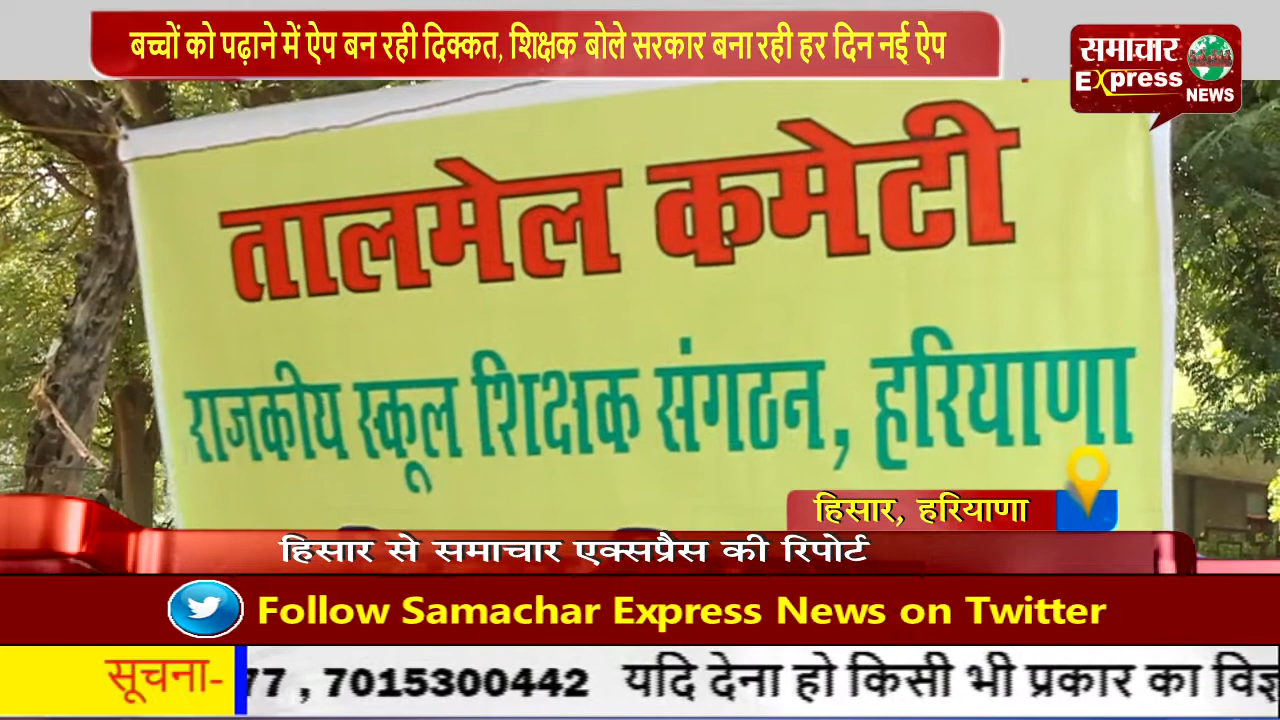 बच्चों को पढ़ाने में ऐप बन रही दिक्कत, शिक्षक बोले सरकार बना रही हर दिन नई ऐप
समाचार
Express
NEWS
तालमेल कमेटी
राजकीय स्कूल शिक्षक संगठन, हरियाणा
हिसार, हरियाणा
हिसार से समाचार एक्सप्रैस की रिपोर्ट
Follow Samachar Express News on Twitter
सूचना- 77 , 7015300442 यदि देना हो किसी भी प्रकार का